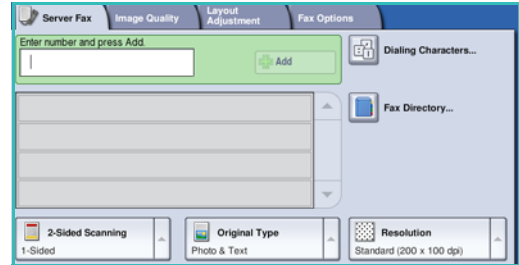 Server Fax
Image Quality
Layout
Adjustment
Fax Options
Enter number and press Add.
Add
Dialing Characters...
Fax Directory...
2-Sided Scanning
1-Sided
Original Type
Photo & Text
Resolution
Standard (200 x 100 dpi)